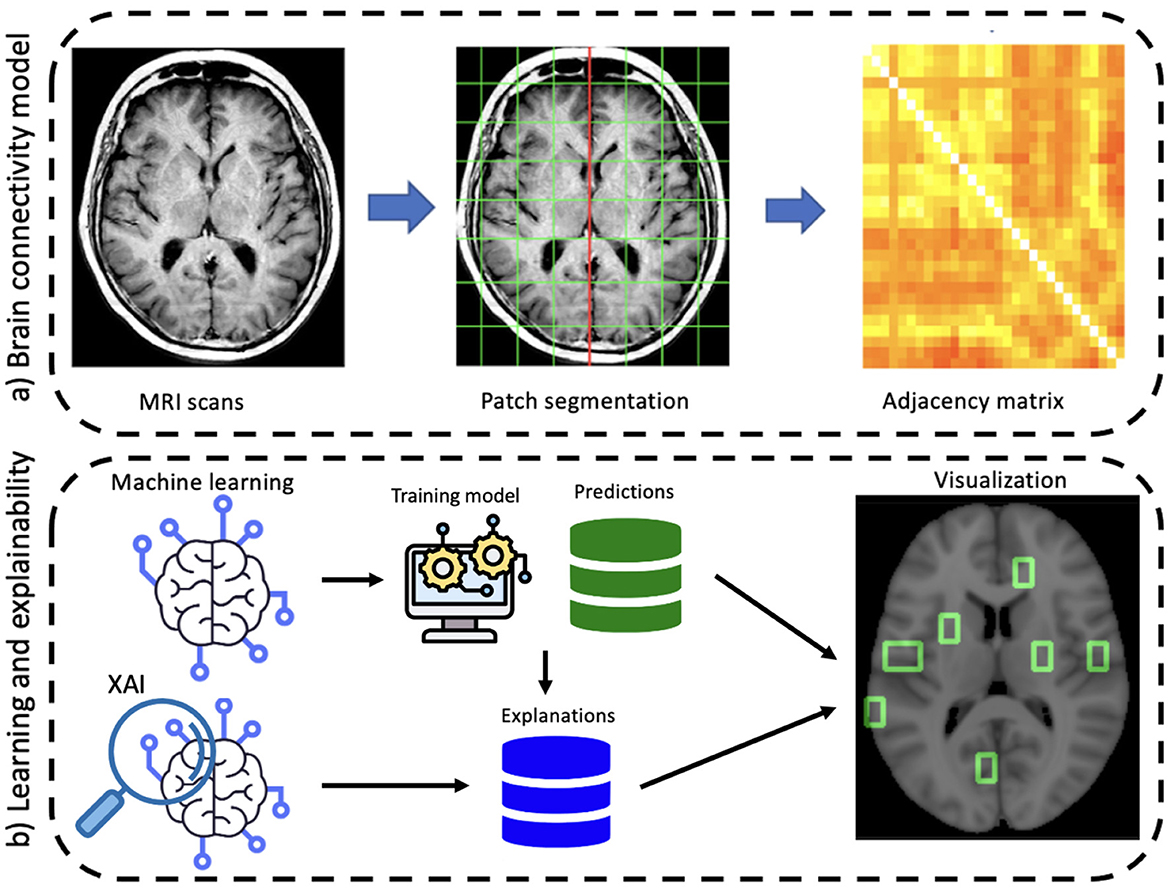 a) Brain connectivity model
MRI scans
Patch segmentation
Adjacency matrix
b) Learning and explainability
Machine learning
Training model
Predictions
Visualization
XAI
Explanations